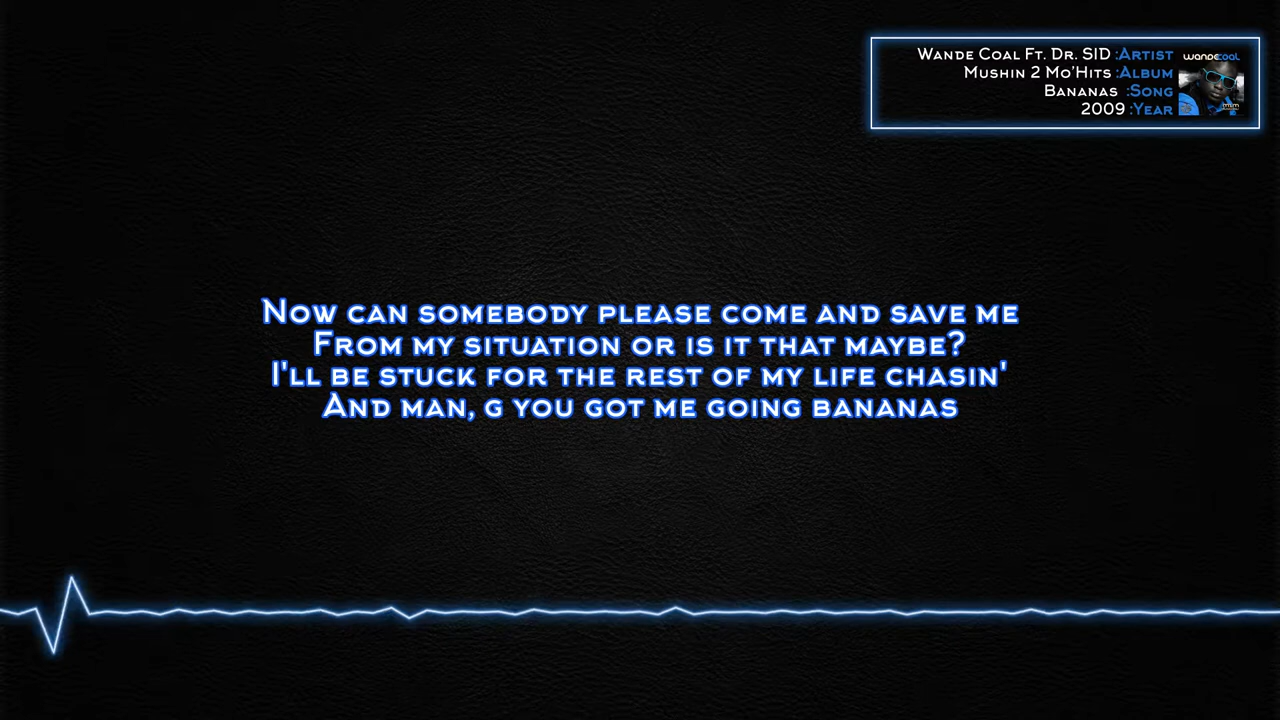 Wande Coal Ft. Dr. SID :Artist
Mushin 2 Mo'Hits :Album
Bananas :Song
2009 :Year
wande coal
Now can somebody please come and save me
From my situation or is it that maybe?
I'll be stuck for the rest of my life chasin'
And man, g you got me going bananas